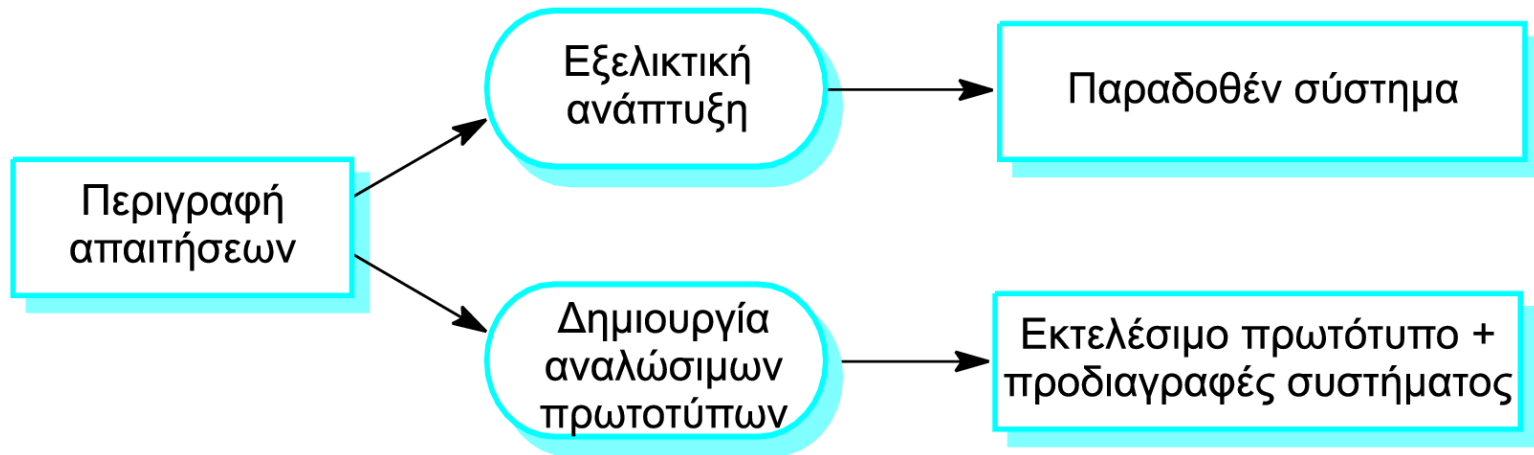 Περιγραφή
απαιτήσεων
Εξελικτική
ανάπτυξη
Παραδοθέν σύστημα
Δημιουργία
αναλώσιμων
πρωτοτύπων
Εκτελέσιμο πρωτότυπο +
προδιαγραφές συστήματος